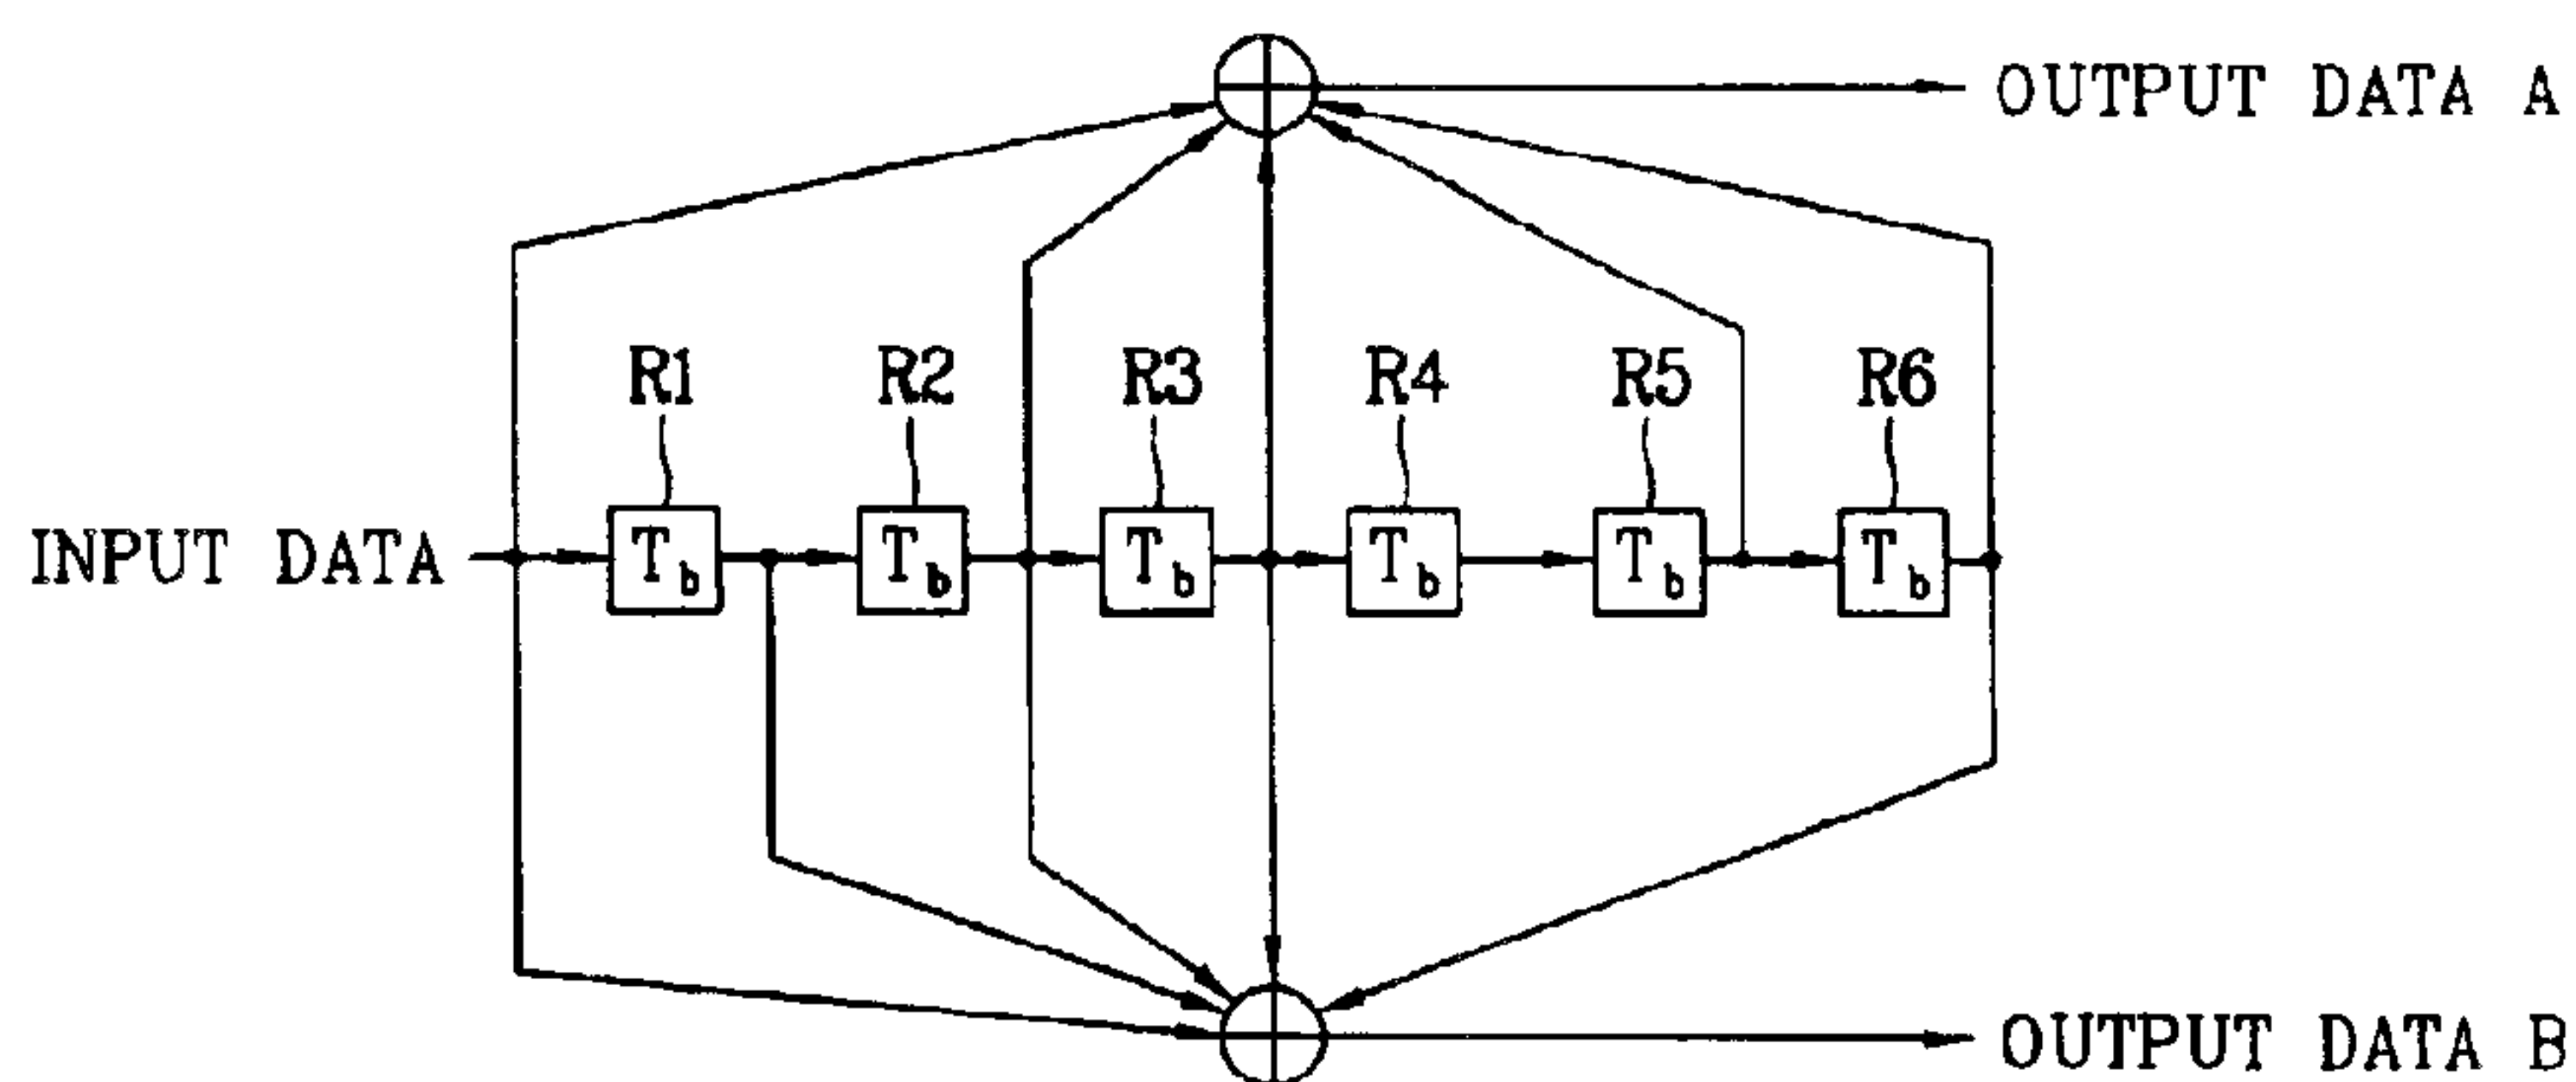 OUTPUT DATA A
R1 R2 R3 R4 R5 R6
INPUT DATA T_b T_b T_b T_b T_b T_b
OUTPUT DATA B